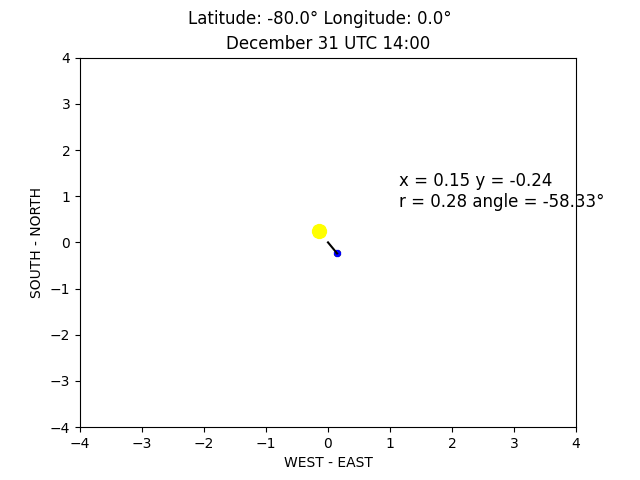 Latitude: -80.0° Longitude: 0.0°
December 31 UTC 14:00
4
3
2
1
0
−1
−2
−3
−4
SOUTH - NORTH
x = 0.15 y = -0.24
r = 0.28 angle = -58.33°
−4 −3 −2 −1 0 1 2 3 4
WEST - EAST